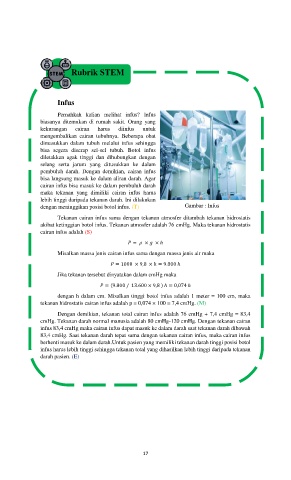 STEM
Rubrik STEM
Infus
Pernahkah kalian melihat infus? Infus
biasanya ditemukan di rumah sakit. Orang yang
kekurangan cairan harus diinfus untuk
mengembalikan cairan tubuhnya. Beberapa obat
dimasukkan dalam tubuh melalui infus sehingga
bisa segera diserap sel-sel tubuh. Botol infus
diletakkan agak tinggi dan dihubungkan dengan
selang serta jarum yang ditusukkan ke dalam
pembuluh darah. Dengan demikian, cairan infus
bisa langsung masuk ke dalam aliran darah. Agar
cairan infus bisa masuk ke dalam pembuluh darah
maka tekanan yang dimiliki cairan infus harus
lebih tinggi daripada tekanan darah. Ini dilakukan
dengan meninggikan posisi botol infus. (T)
Gambar : Infus
Tekanan cairan infus sama dengan tekanan atmosfer ditambah tekanan hidrostatis
akibat ketinggian botol infus. Tekanan atmosfer adalah 76 cmHg. Maka tekanan hidrostatis
cairan infus adalah (S)
P = ρ × g × h
Misalkan massa jenis cairan infus sama dengan massa jenis air maka
P = 1000 × 9,8 × h = 9.800 h
Jika tekanan tersebut dinyatakan dalam cmHg maka
P = (9.800 / 13.600 × 9,8 ) h = 0,074 h
dengan h dalam cm. Misalkan tinggi botol infus adalah 1 meter = 100 cm, maka
tekanan hidrostatis cairan infus adalah p = 0,074 × 100 = 7,4 cmHg. (M)
Dengan demikian, tekanan total cairan infus adalah 76 cmHg + 7,4 cmHg = 83,4
cmHg. Tekanan darah normal manusia adalah 80 cmHg-120 cmHg. Dengan tekanan cairan
infus 83,4 cmHg maka cairan infus dapat masuk ke dalam darah saat tekanan darah dibawah
83,4 cmHg. Saat tekanan darah tepat sama dengan tekanan cairan infus, maka cairan infus
berhenti masuk ke dalam darah.Untuk pasien yang memiliki tekanan darah tinggi posisi botol
infus harus lebih tinggi sehingga tekanan total yang dihasilkan lebih tinggi daripada tekanan
darah pasien. (E)
17